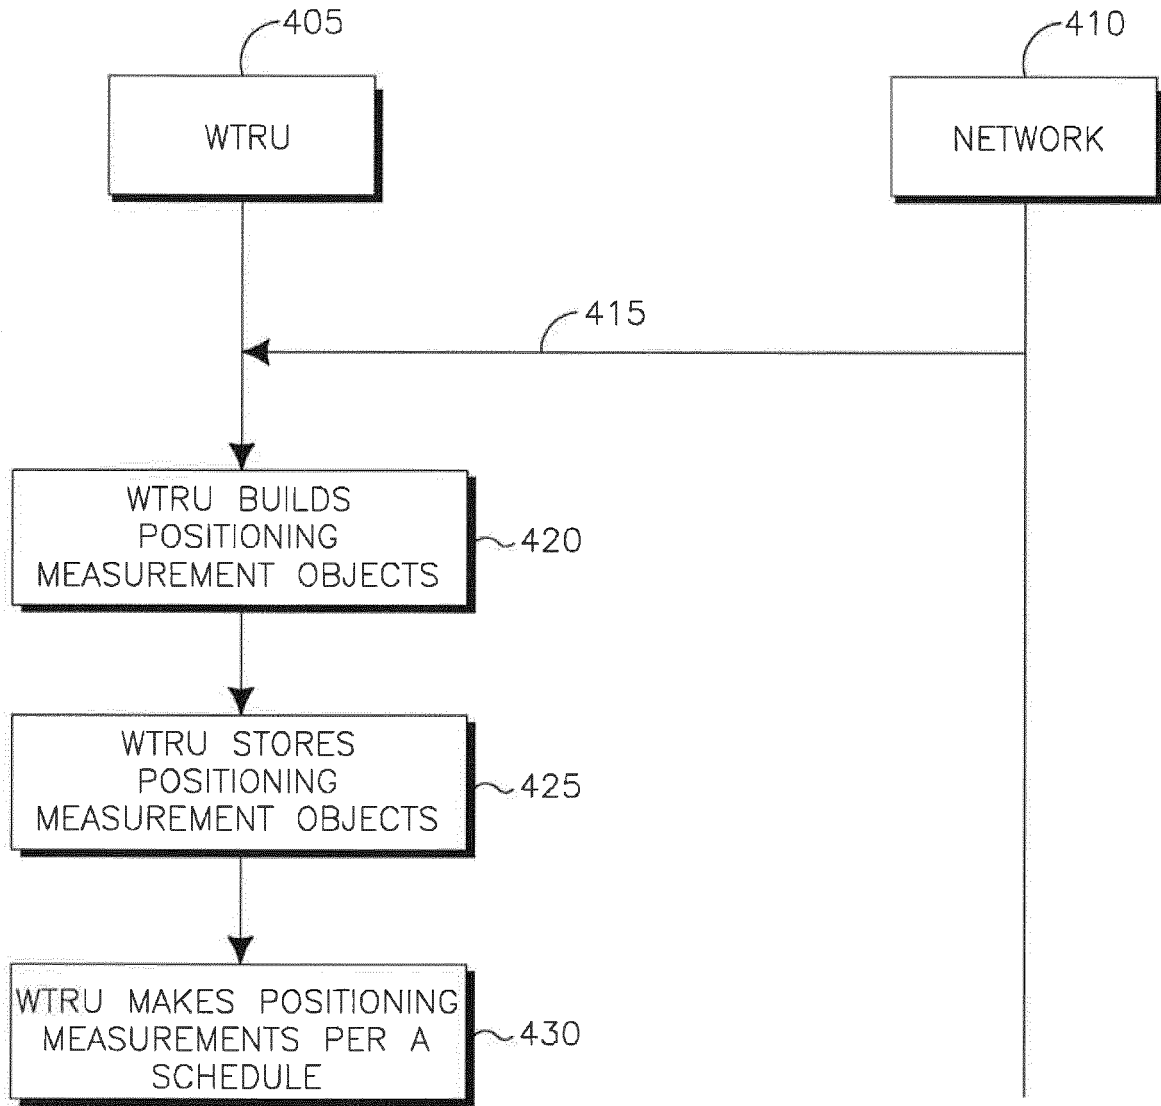 405
410
WTRU
NETWORK
415
WTRU BUILDS
POSITIONING
MEASUREMENT OBJECTS
420
WTRU STORES
POSITIONING
MEASUREMENT OBJECTS
425
WTRU MAKES POSITIONING
MEASUREMENTS PER A
SCHEDULE
430